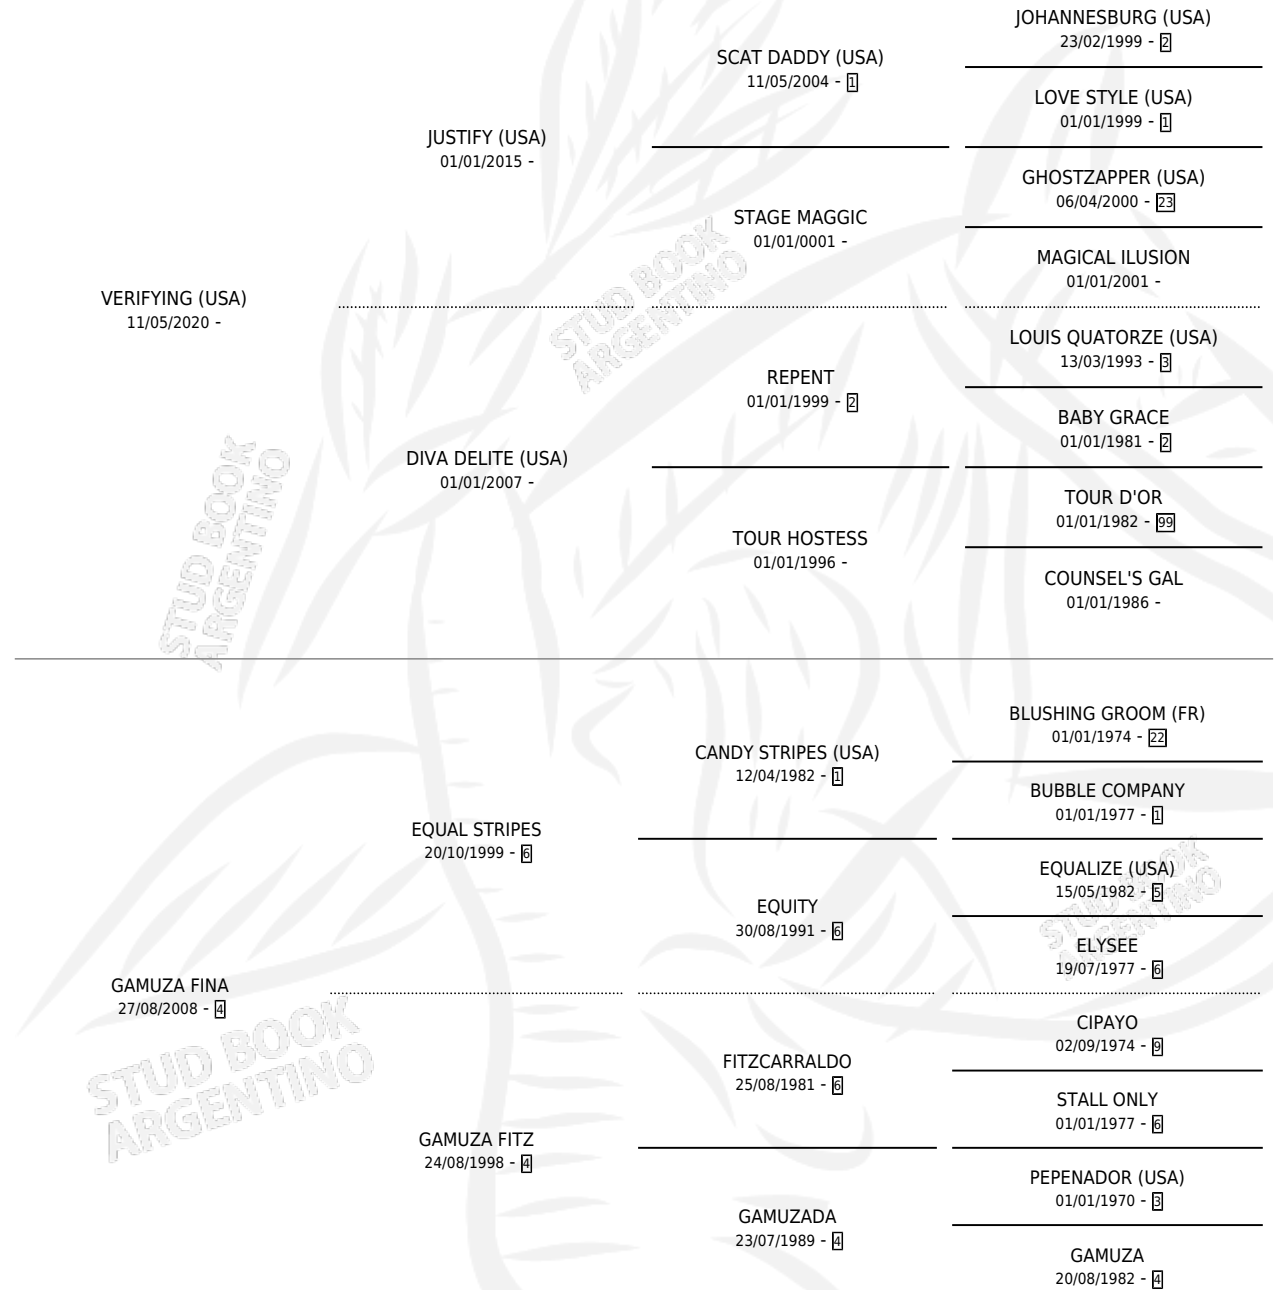 JOHANNESBURG (USA)
23/02/1999 - 2
SCAT DADDY (USA)
11/05/2004 - 1
LOVE STYLE (USA)
01/01/1999 - 1
JUSTIFY (USA)
01/01/2015 -
GHOSTZAPPER (USA)
06/04/2000 - 23
STAGE MAGGIC
01/01/0001 -
MAGICAL ILUSION
01/01/2001 -
VERIFYING (USA)
11/05/2020 -
LOUIS QUATORZE (USA)
13/03/1993 - 3
REPENT
01/01/1999 - 2
BABY GRACE
01/01/1981 - 2
DIVA DELITE (USA)
01/01/2007 -
TOUR D'OR
01/01/1982 - 99
TOUR HOSTESS
01/01/1996 -
COUNSEL'S GAL
01/01/1986 -
BLUSHING GROOM (FR)
01/01/1974 - 22
CANDY STRIPES (USA)
12/04/1982 - 1
BUBBLE COMPANY
01/01/1977 - 1
EQUAL STRIPES
20/10/1999 - 6
EQUALIZE (USA)
15/05/1982 - 5
EQUITY
30/08/1991 - 6
ELYSEE
19/07/1977 - 6
GAMUZA FINA
27/08/2008 - 4
CIPAYO
02/09/1974 - 9
FITZCARRALDO
25/08/1981 - 6
STALL ONLY
01/01/1977 - 6
GAMUZA FITZ
24/08/1998 - 4
PEPENADOR (USA)
01/01/1970 - 3
GAMUZADA
23/07/1989 - 4
GAMUZA
20/08/1982 - 4
STUD BOOK
ARGENTINO
STUD BOOK
ARGENTINO
STUD BOOK
ARGENTINO
STUD BOOK
ARGENTINO